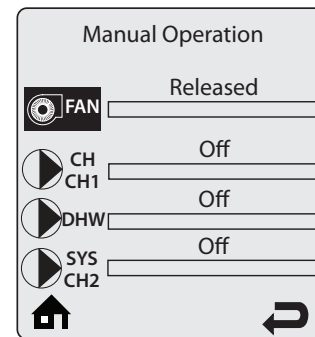 Manual Operation
Released
FAN
Off
CH
CH1
Off
DHW
Off
SYS
CH2